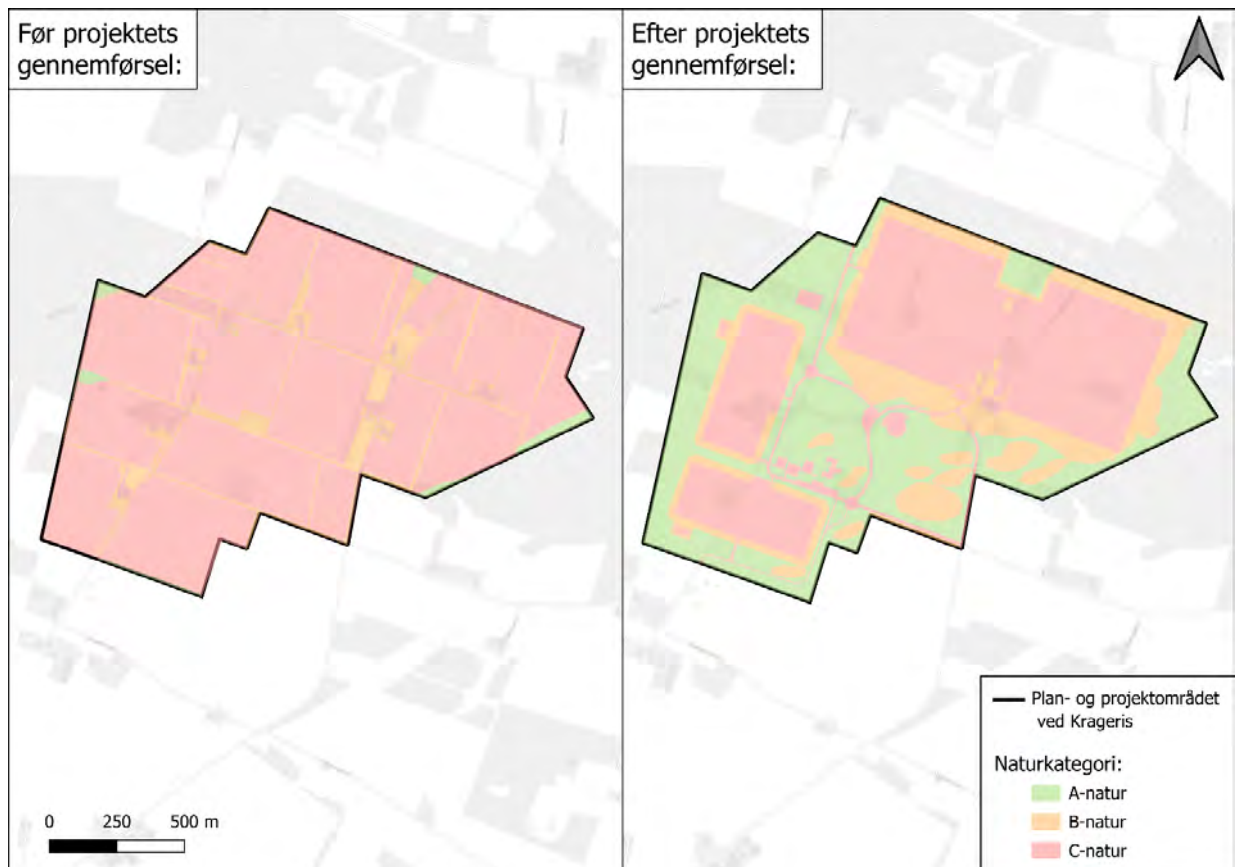 Før projektets
gennemførsel:
Efter projektets
gennemførsel:
Plan- og projektområdet
ved Krageris
Naturkategori:
A-natur
B-natur
C-natur
0 250 500 m